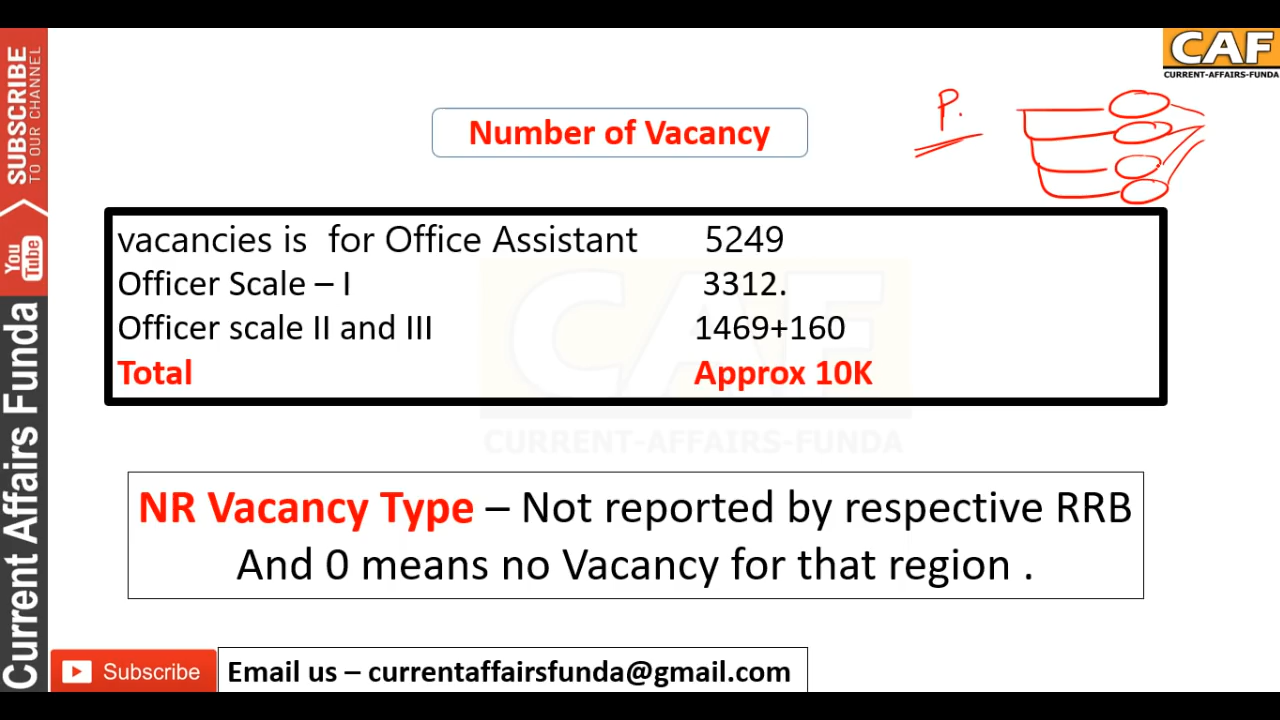 SUBSCRIBE
TO OUR CHANNEL
You
Tube
Current Affairs Funda
CAF
CURRENT-AFFAIRS-FUNDA
P.
Number of Vacancy
vacancies is for Office Assistant 5249
Officer Scale – I 3312.
Officer scale II and III 1469+160
Total Approx 10K
CAF
CURRENT-AFFAIRS-FUNDA
NR Vacancy Type – Not reported by respective RRB
And 0 means no Vacancy for that region .
Subscribe
Email us – currentaffairsfunda@gmail.com